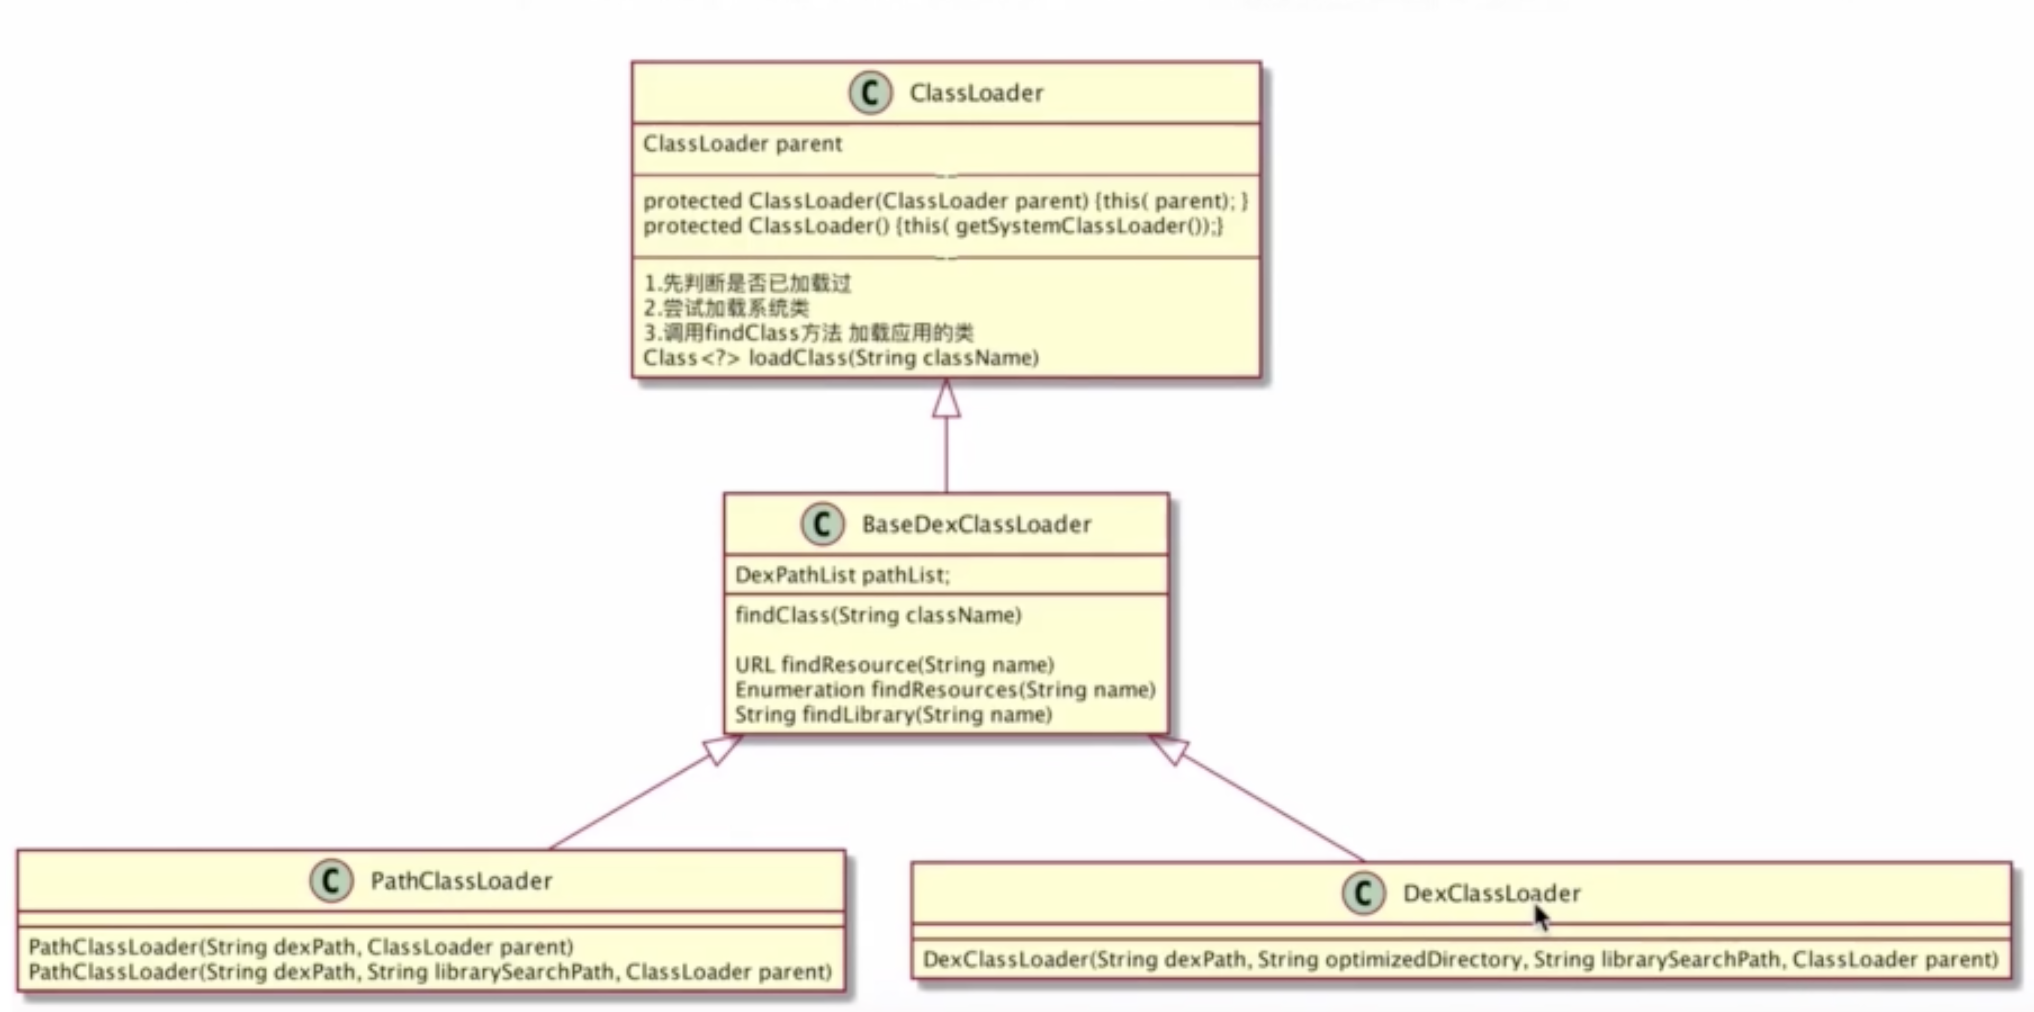 C ClassLoader
ClassLoader parent
protected ClassLoader(ClassLoader parent) {this( parent); }
protected ClassLoader() {this( getSystemClassLoader());}
1.先判断是否已加载过
2.尝试加载系统类
3.调用findClass方法 加载应用的类
Class<?> loadClass(String className)
C BaseDexClassLoader
DexPathList pathList;
findClass(String className)
URL findResource(String name)
Enumeration findResources(String name)
String findLibrary(String name)
C PathClassLoader
PathClassLoader(String dexPath, ClassLoader parent)
PathClassLoader(String dexPath, String librarySearchPath, ClassLoader parent)
C DexClassLoader
DexClassLoader(String dexPath, String optimizedDirectory, String librarySearchPath, ClassLoader parent)